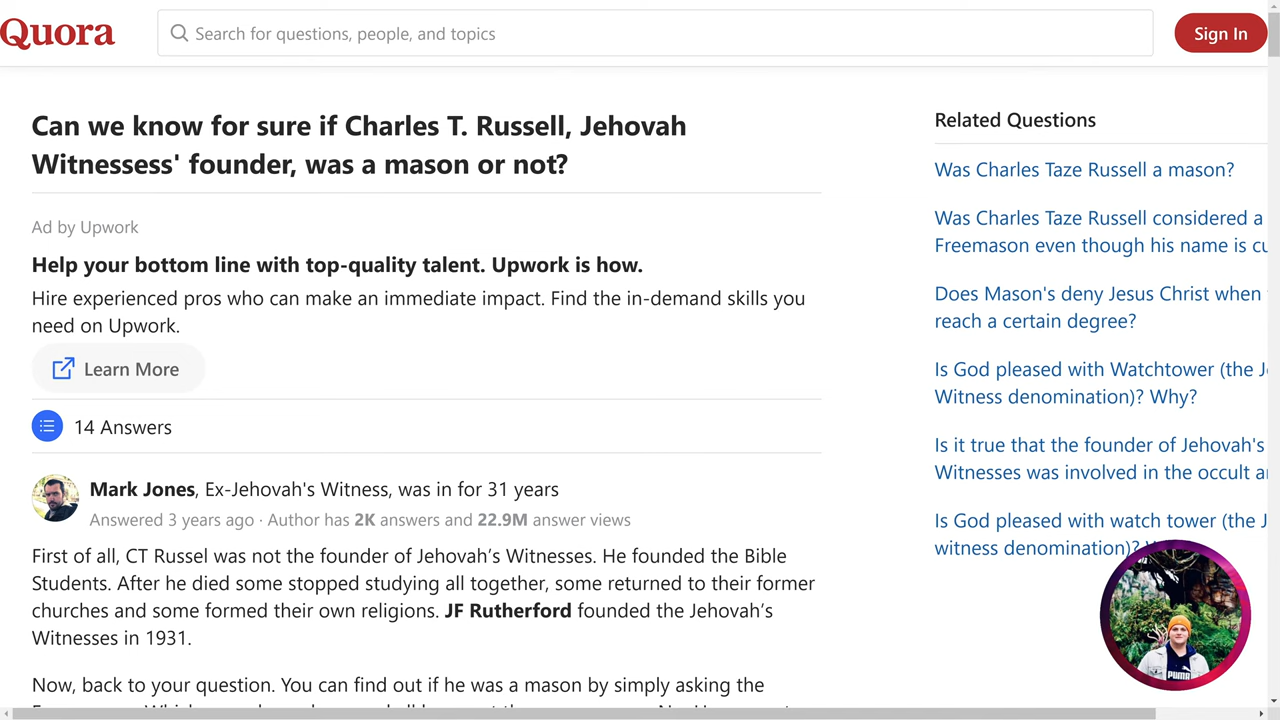 Quora
Search for questions, people, and topics
Sign In
Can we know for sure if Charles T. Russell, Jehovah
Witnessess' founder, was a mason or not?
Ad by Upwork
Help your bottom line with top-quality talent. Upwork is how.
Hire experienced pros who can make an immediate impact. Find the in-demand skills you
need on Upwork.
Learn More
14 Answers
Mark Jones, Ex-Jehovah's Witness, was in for 31 years
Answered 3 years ago · Author has 2K answers and 22.9M answer views
First of all, CT Russel was not the founder of Jehovah’s Witnesses. He founded the Bible
Students. After he died some stopped studying all together, some returned to their former
churches and some formed their own religions. JF Rutherford founded the Jehovah’s
Witnesses in 1931.
Now, back to your question. You can find out if he was a mason by simply asking the
Related Questions
Was Charles Taze Russell a mason?
Was Charles Taze Russell considered a
Freemason even though his name is cu
Does Mason's deny Jesus Christ when
reach a certain degree?
Is God pleased with Watchtower (the J
Witness denomination)? Why?
Is it true that the founder of Jehovah's
Witnesses was involved in the occult a
Is God pleased with watch tower (the J
witness denomination)?
PUMA